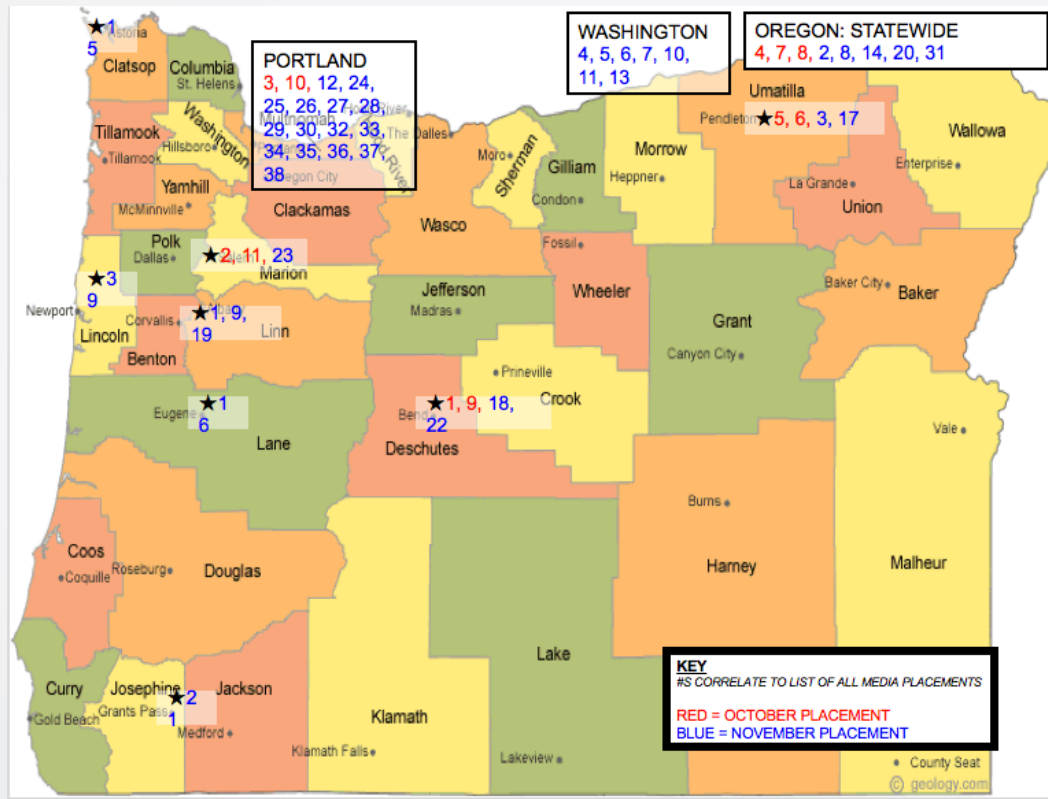 PORTLAND
3, 10, 12, 24,
25, 26, 27, 28,
29, 30, 32, 33,
34, 35, 36, 37,
38
WASHINGTON
4, 5, 6, 7, 10,
11, 13
OREGON: STATEWIDE
4, 7, 8, 2, 8, 14, 20, 31
1
5
Astoria
Clatsop
Columbia
St. Helens
Tillamook
Tillamook
Washington
Hillsboro
Multnomah
Hood River
Oregon City
The Dalles
Yamhill
McMinnville
Clackamas
Wasco
Moro
Sherman
Gilliam
Condon
Morrow
Heppner
Umatilla
Pendleton
5, 6, 3, 17
Wallowa
Enterprise
La Grande
Union
Polk
Dallas
2, 11, 23
Marion
3
9
Newport
Lincoln
Corvallis
Benton
1, 9,
19
Linn
Jefferson
Madras
Fossil
Wheeler
Grant
Canyon City
Baker City
Baker
Eugene
1
6
Lane
Bend
1, 9, 18,
22
Deschutes
Prineville
Crook
Vale
Burns
Harney
Malheur
Coos
Coquille
Roseburg
Douglas
Lake
Lakeview
Curry
Gold Beach
Josephine
Grants Pass
2
1
Jackson
Medford
Klamath
Klamath Falls
KEY
#S CORRELATE TO LIST OF ALL MEDIA PLACEMENTS
RED = OCTOBER PLACEMENT
BLUE = NOVEMBER PLACEMENT
County Seat
© geology.com